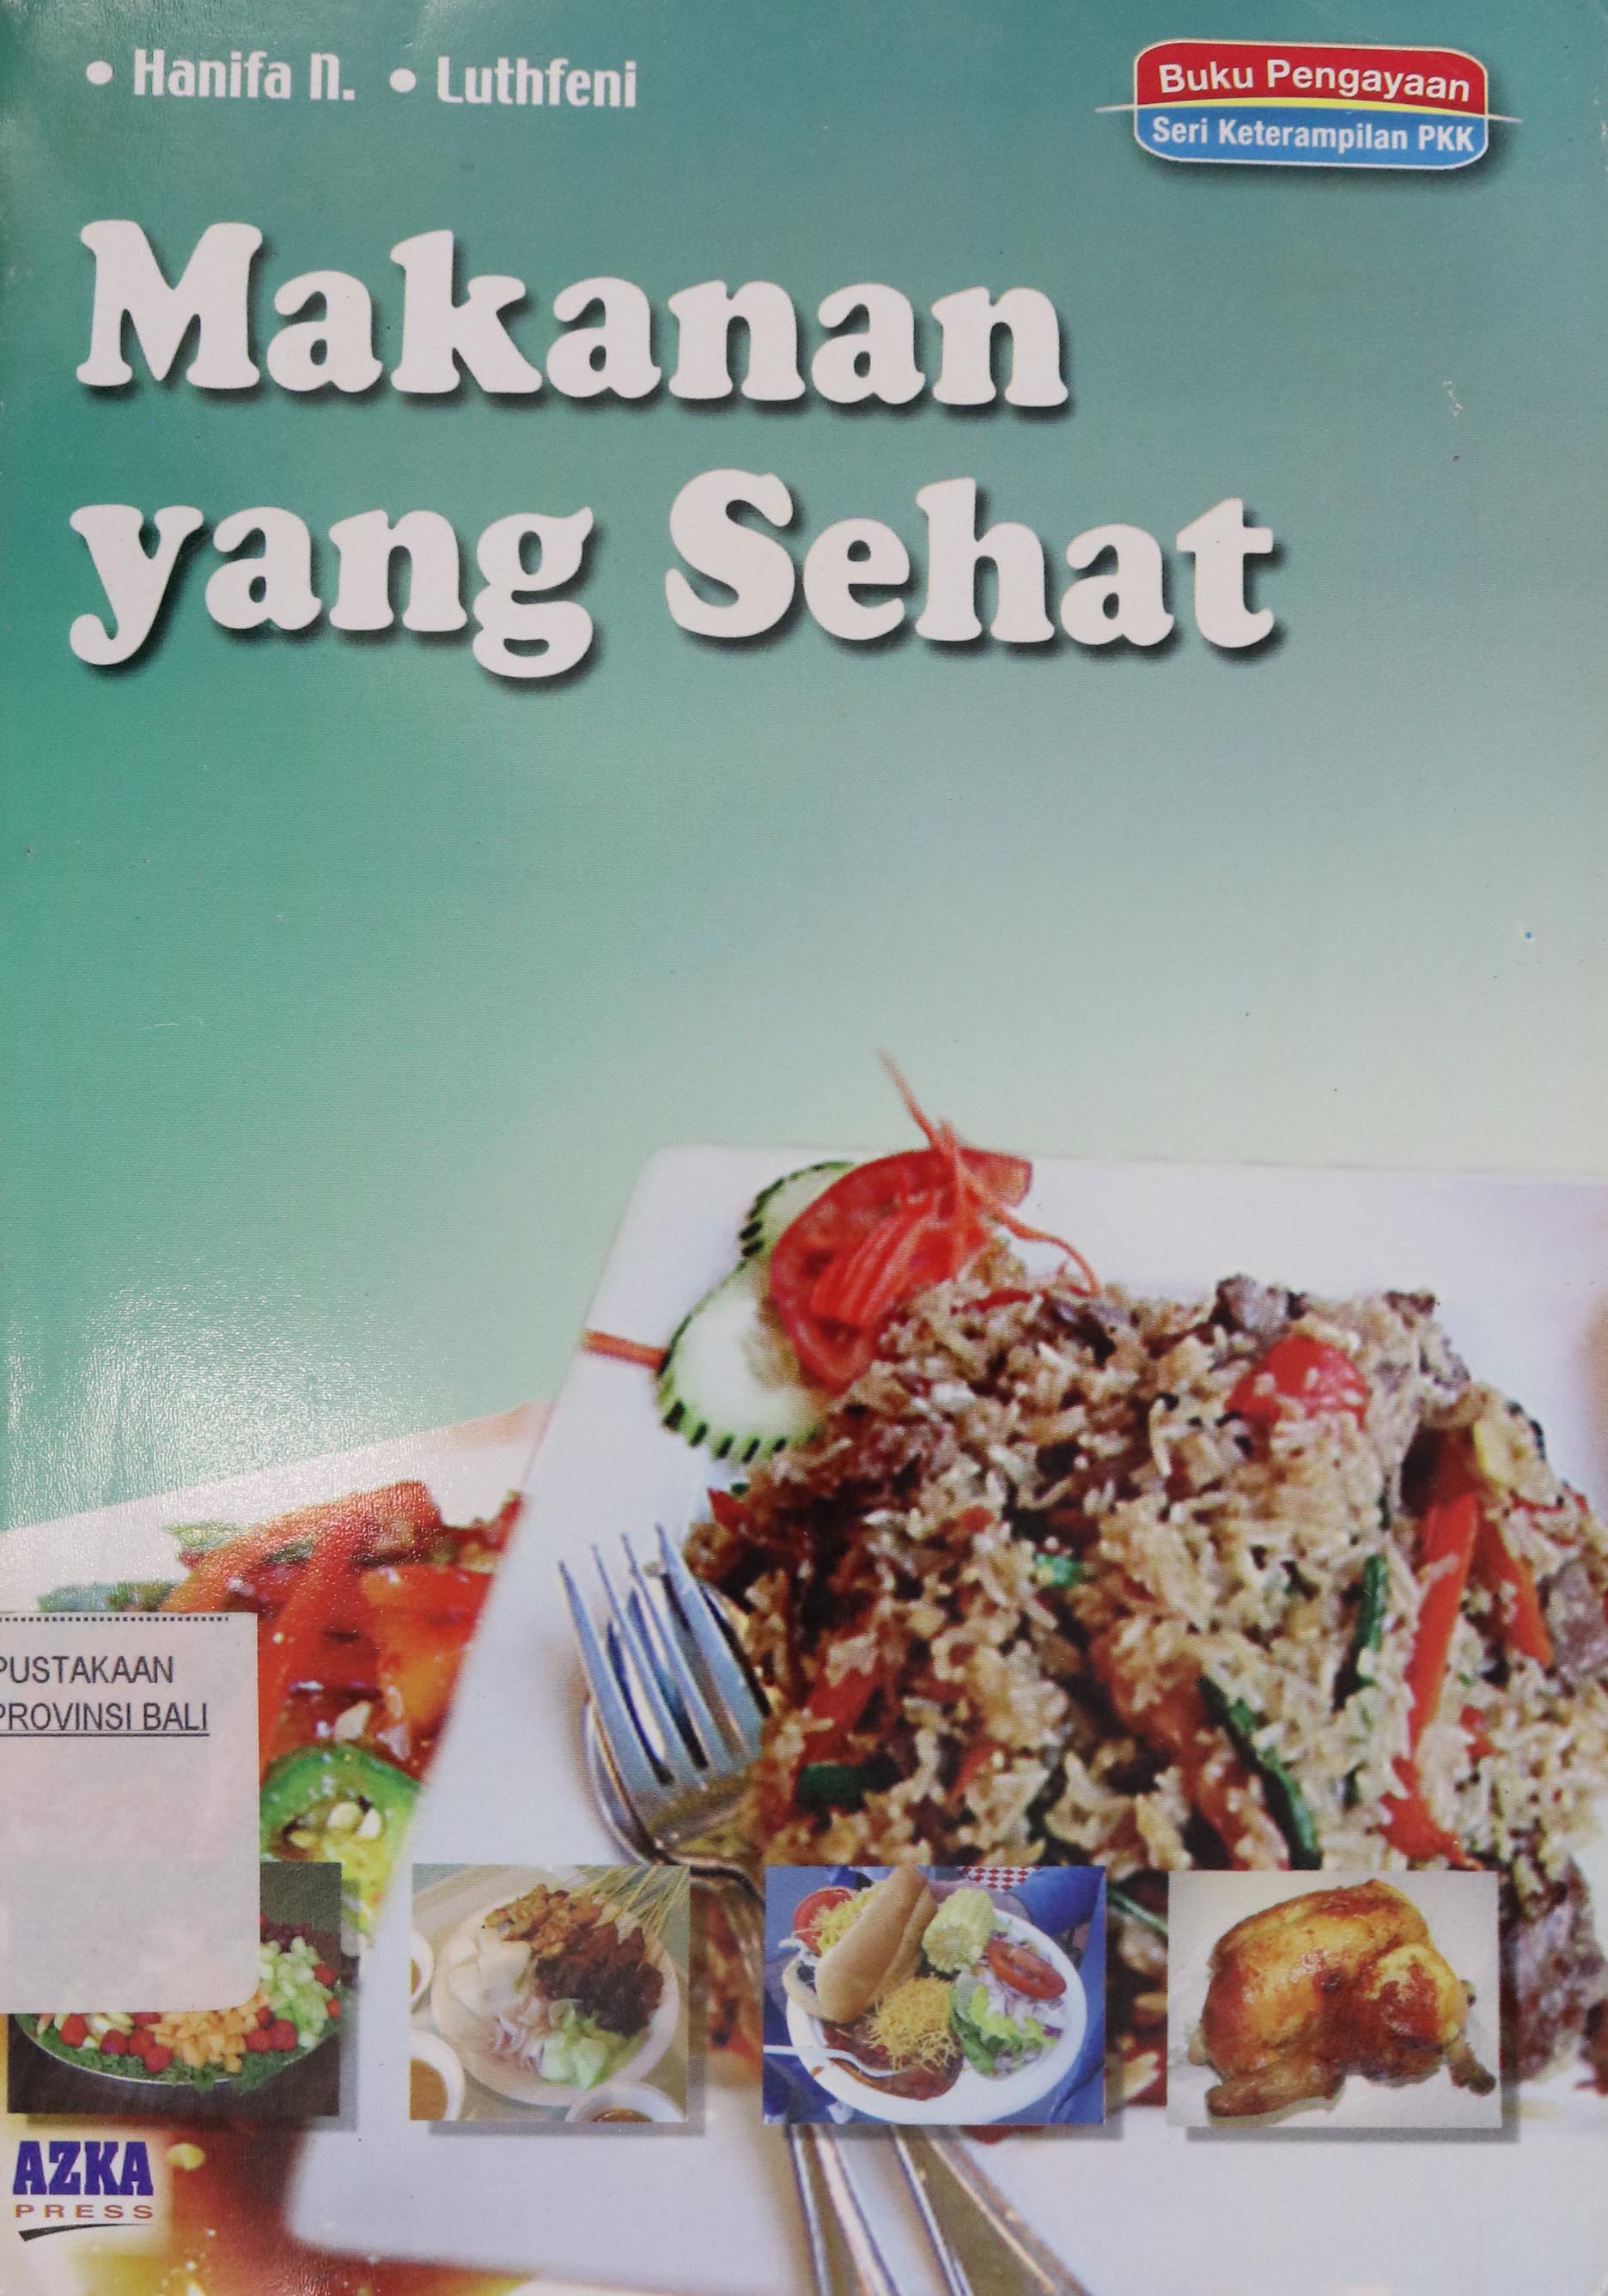 • Hanifa N. • Luthfeni
Buku Pengayaan
Seri Keterampilan PKK
Makanan
yang Sehat
PUSTAKAAN
PROVINSI BALI
AZKA
PRESS